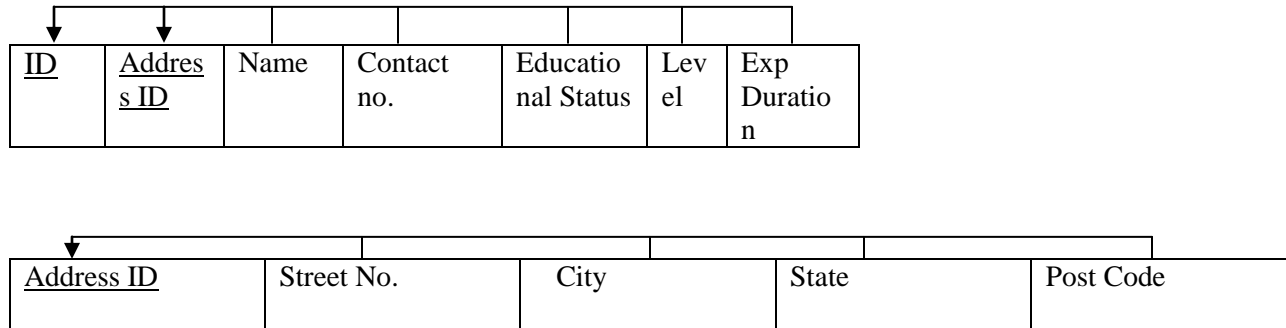 ID Addres Name Contact Educatio Lev Exp
s ID no. nal Status el Duratio
n
Address ID Street No. City State Post Code